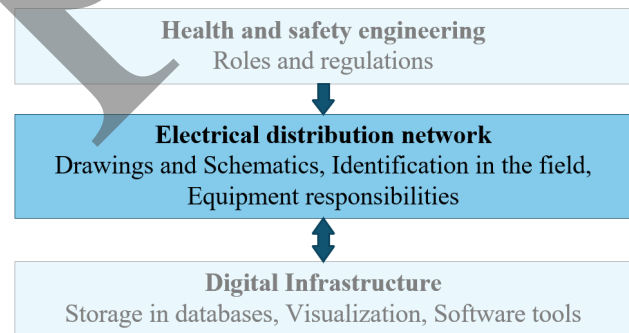 Health and safety engineering
Roles and regulations
Electrical distribution network
Drawings and Schematics, Identification in the field,
Equipment responsibilities
Digital Infrastructure
Storage in databases, Visualization, Software tools